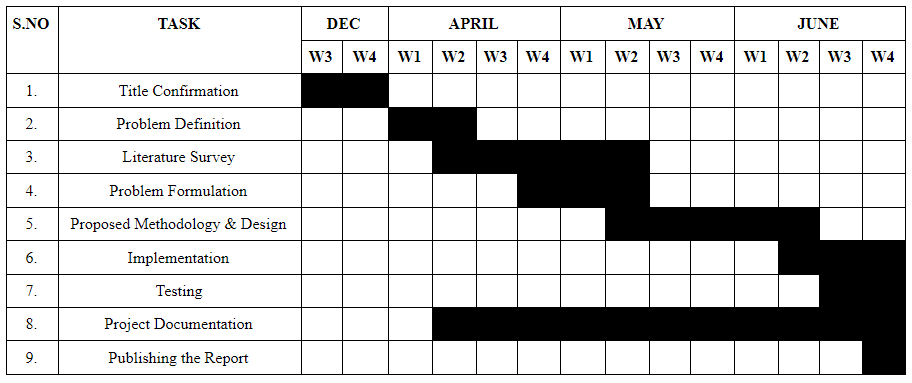 S.NO TASK DEC APRIL MAY JUNE
W3 W4 W1 W2 W3 W4 W1 W2 W3 W4 W1 W2 W3 W4
1. Title Confirmation
2. Problem Definition
3. Literature Survey
4. Problem Formulation
5. Proposed Methodology & Design
6. Implementation
7. Testing
8. Project Documentation
9. Publishing the Report